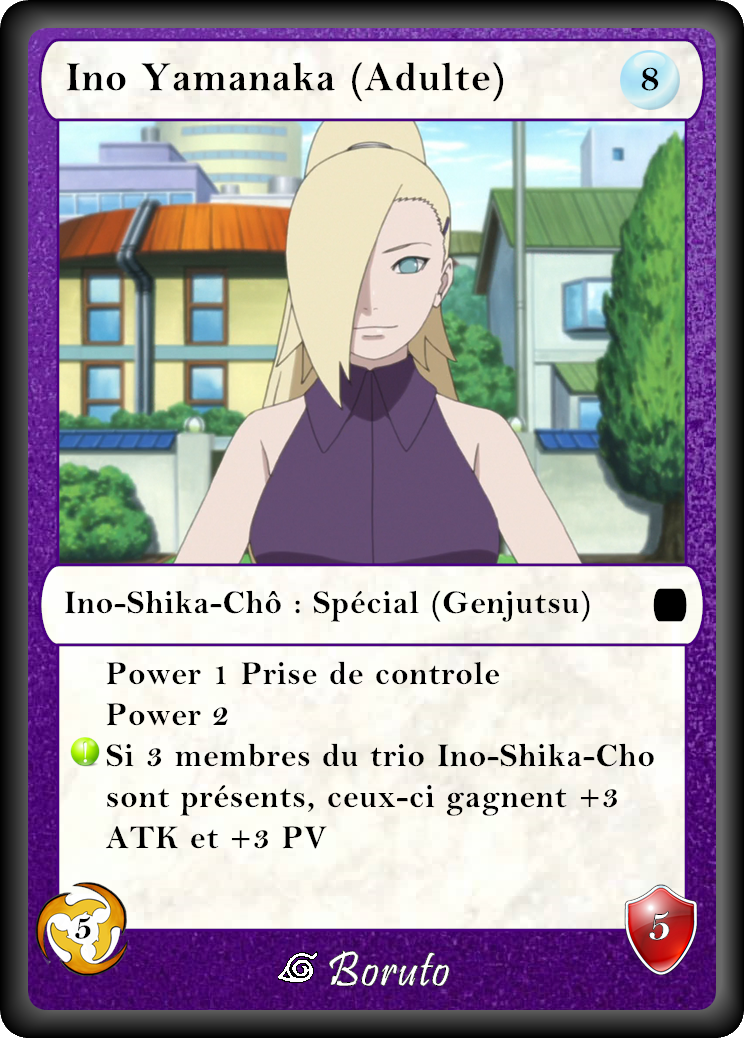 Ino Yamanaka (Adulte)
8
Ino-Shika-Chô : Spécial (Genjutsu)
Power 1 Prise de controle
Power 2
! Si 3 membres du trio Ino-Shika-Cho
sont présents, ceux-ci gagnent +3
ATK et +3 PV
5
5
Boruto